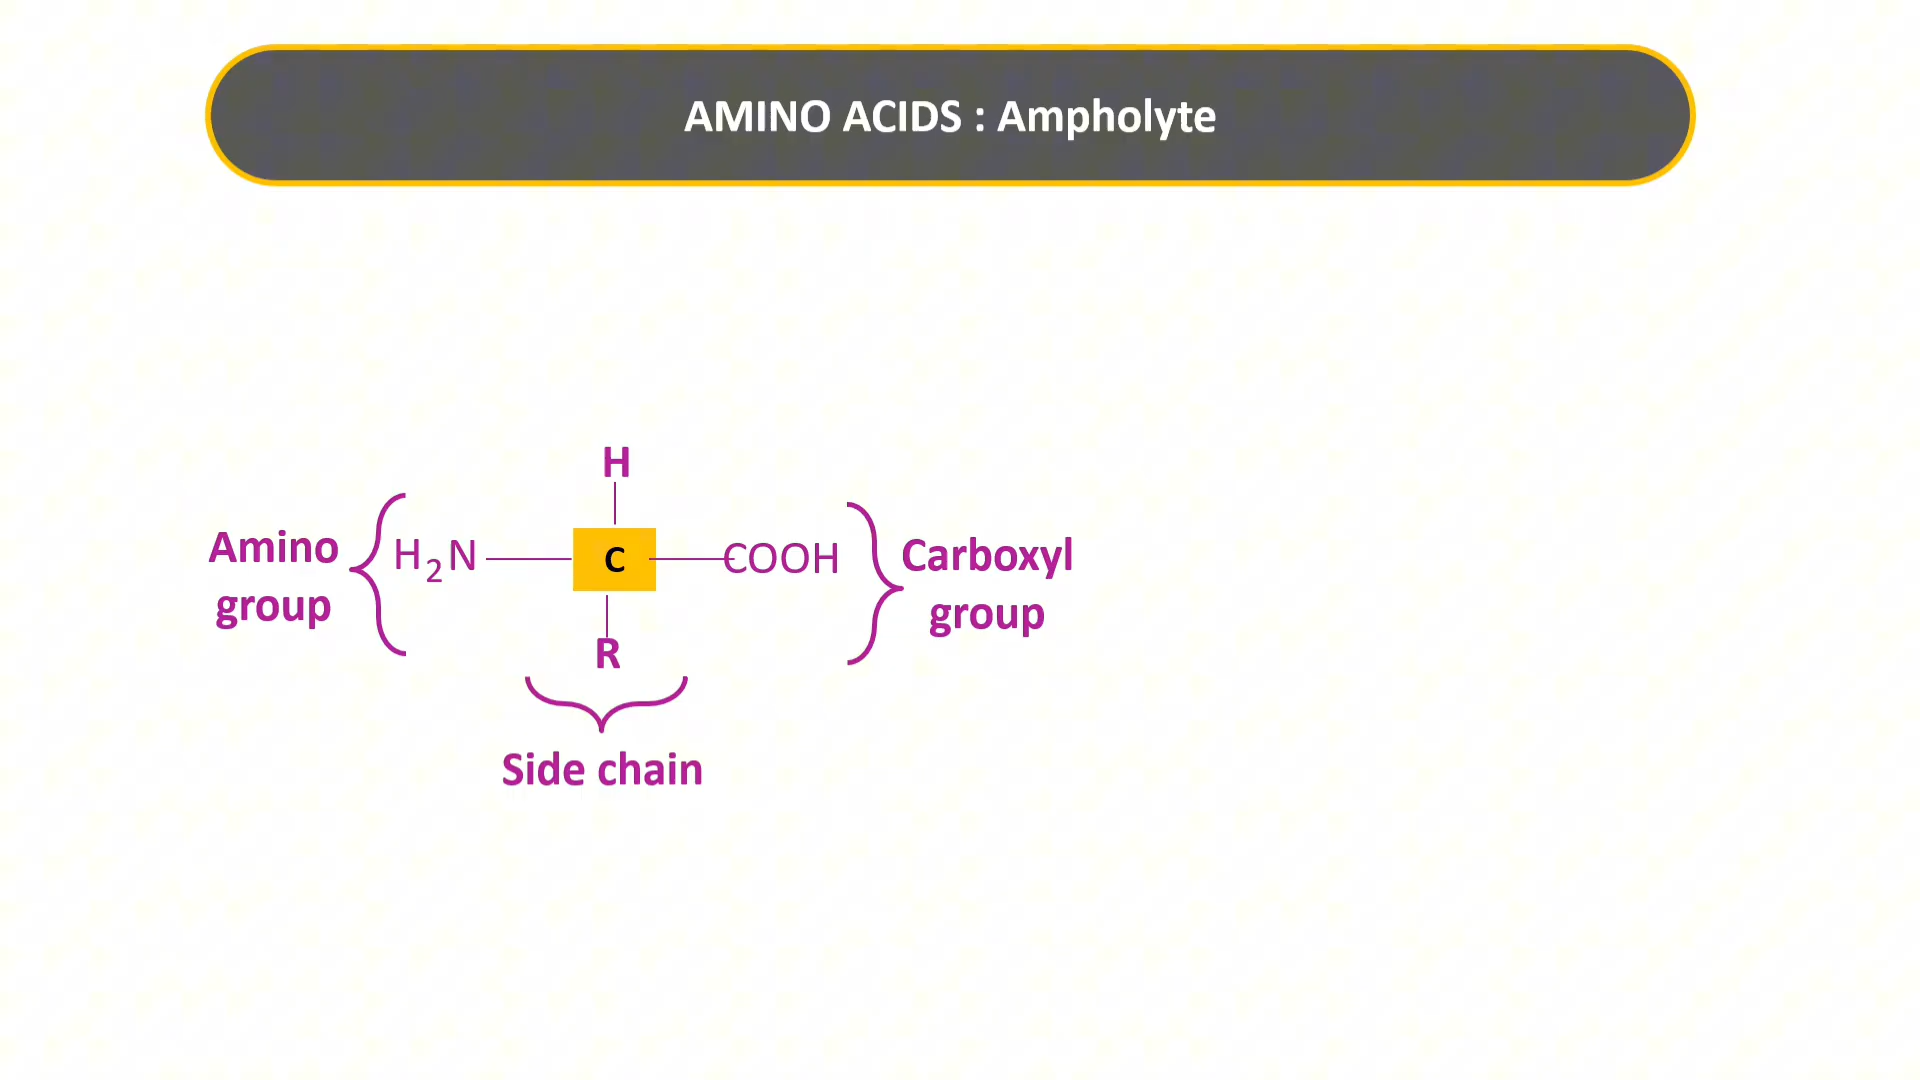 AMINO ACIDS : Ampholyte
H
Amino
group
H₂N
C
COOH
Carboxyl
group
R
Side chain